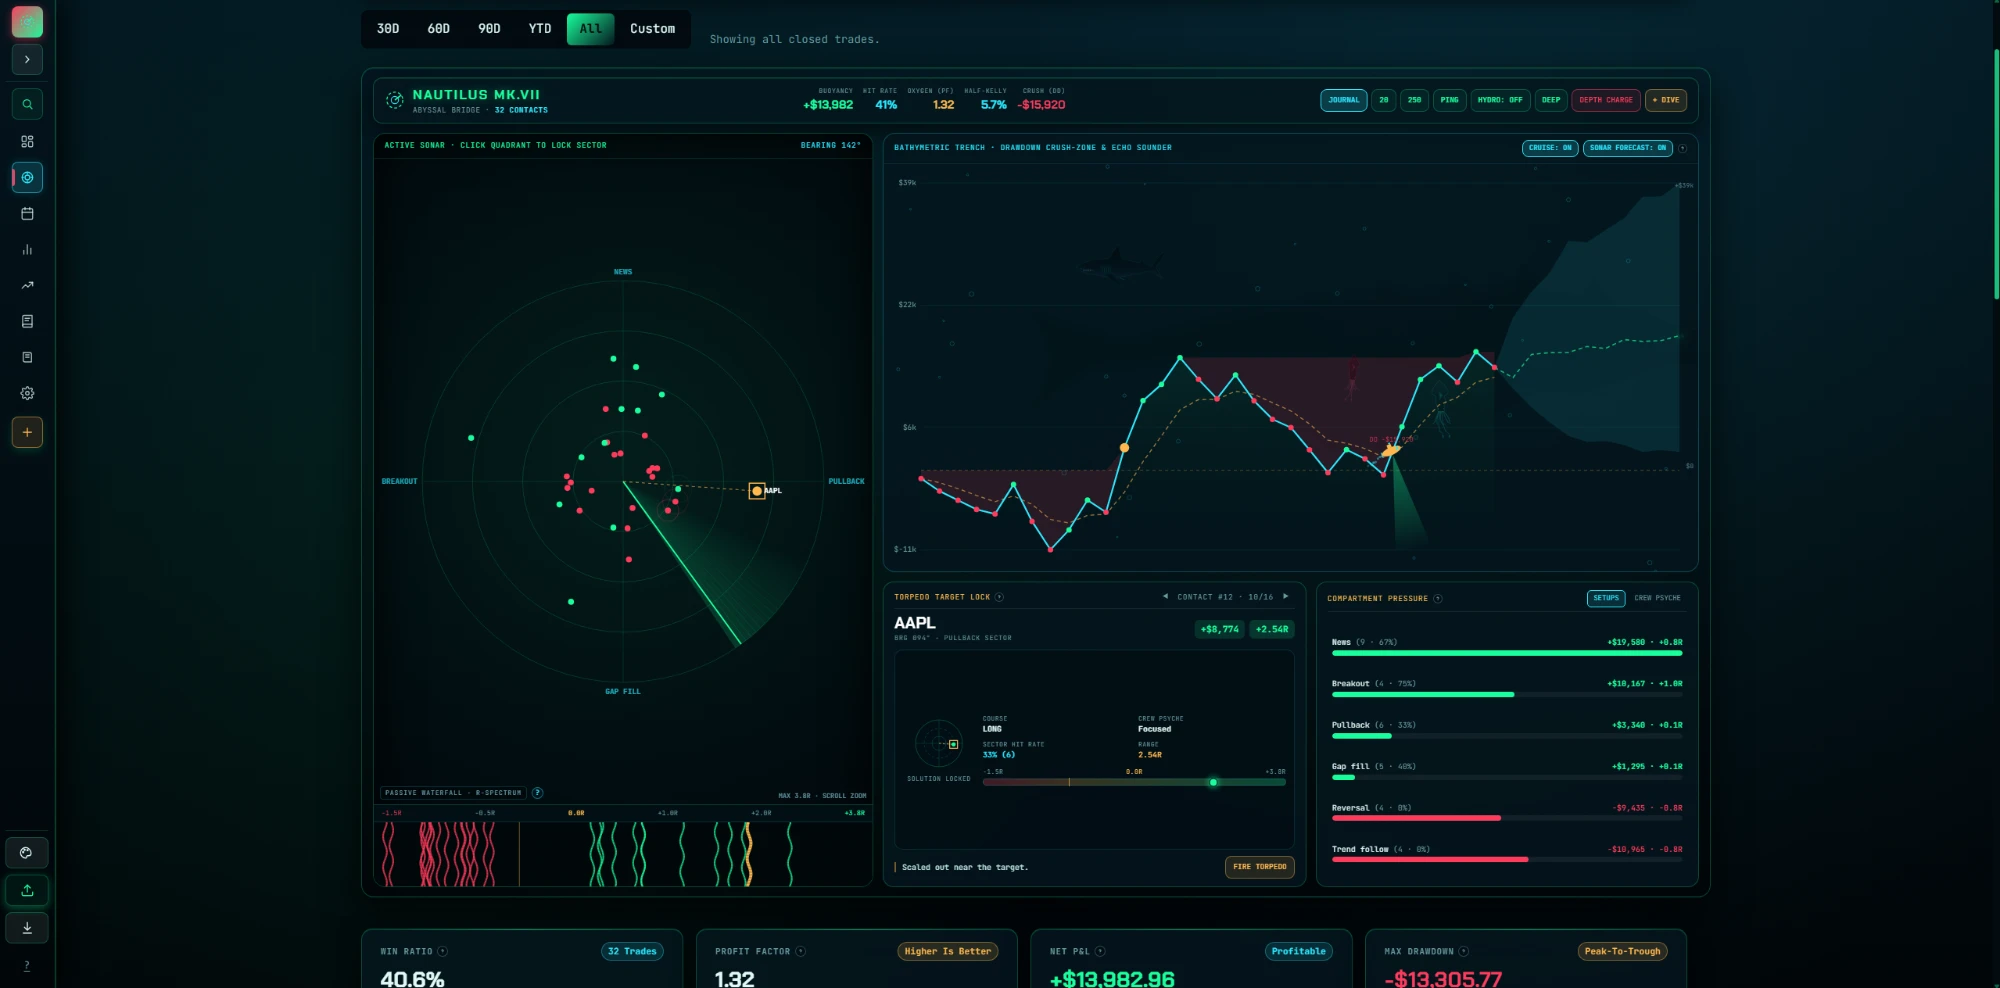 30D 60D 90D YTD All Custom
Showing all closed trades.
NAUTILUS MK.VII
ABYSSAL BRIDGE · 32 CONTACTS
BUOYANCY HIT RATE OXYGEN (PF) HALF-KELLY CRUSH (DD)
+$13,982 41% 1.32 5.7% -$15,920
JOURNAL 20 250 PING HYDRO: OFF DEEP DEPTH CHARGE + DIVE
ACTIVE SONAR · CLICK QUADRANT TO LOCK SECTOR
BEARING 142°
NEWS
BREAKOUT
PULLBACK
AAPL
GAP FILL
PASSIVE WATERFALL · R-SPECTRUM ?
MAX 3.8R · SCROLL ZOOM
-1.5R -0.5R 0.0R +1.0R +2.0R +3.8R
BATHYMETRIC TRENCH · DRAWDOWN CRUSH-ZONE & ECHO SOUNDER
CRUISE: ON SONAR FORECAST: ON
$39k
+$39k
$22k
$6k
$0
$-11k
TORPEDO TARGET LOCK
◀ CONTACT #12 · 10/16 ▶
AAPL
BRG 094° · PULLBACK SECTOR
+$8,774 +2.54R
COURSE
LONG
CREW PSYCHE
Focused
SECTOR HIT RATE
33% (6)
RANGE
2.54R
SOLUTION LOCKED
-1.5R 0.0R +3.8R
Scaled out near the target.
FIRE TORPEDO
COMPARTMENT PRESSURE
SETUPS CREW PSYCHE
News (9 · 67%) +$19,580 · +0.8R
Breakout (4 · 75%) +$10,167 · +1.0R
Pullback (6 · 33%) +$3,340 · +0.1R
Gap fill (5 · 40%) +$1,295 · +0.1R
Reversal (4 · 0%) -$9,435 · -0.8R
Trend follow (4 · 0%) -$10,965 · -0.8R
WIN RATIO 32 Trades
40.6%
PROFIT FACTOR Higher Is Better
1.32
NET P&L Profitable
+$13,982.96
MAX DRAWDOWN Peak-To-Trough
-$13,305.77
?